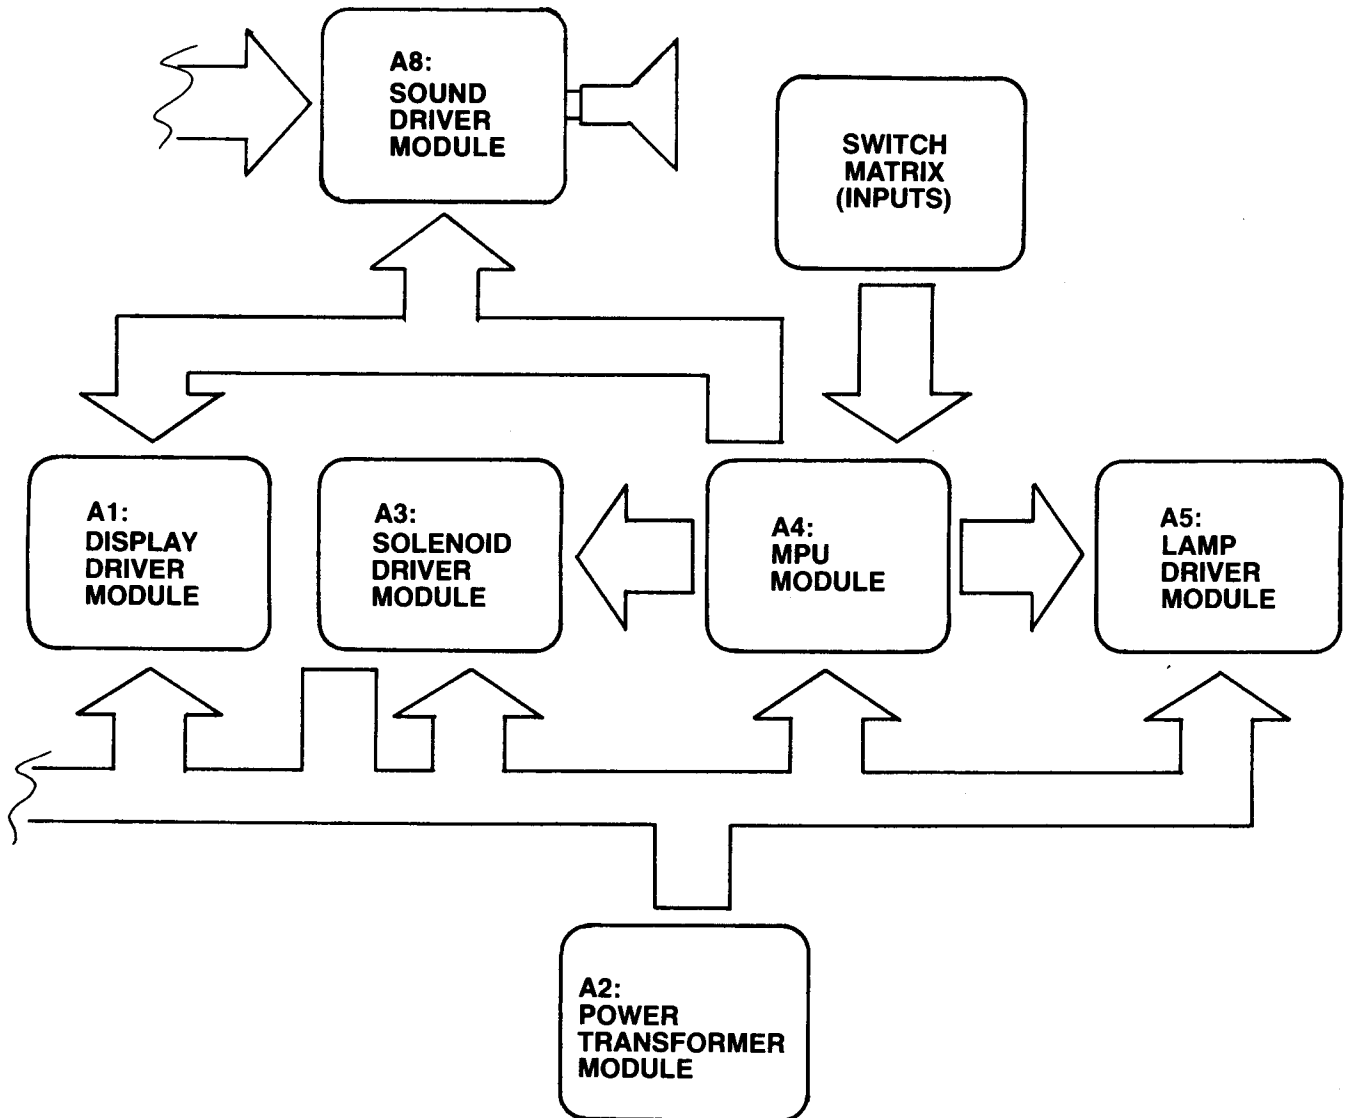 A8:
SOUND
DRIVER
MODULE
SWITCH
MATRIX
(INPUTS)
A1:
DISPLAY
DRIVER
MODULE
A3:
SOLENOID
DRIVER
MODULE
A4:
MPU
MODULE
A5:
LAMP
DRIVER
MODULE
A2:
POWER
TRANSFORMER
MODULE